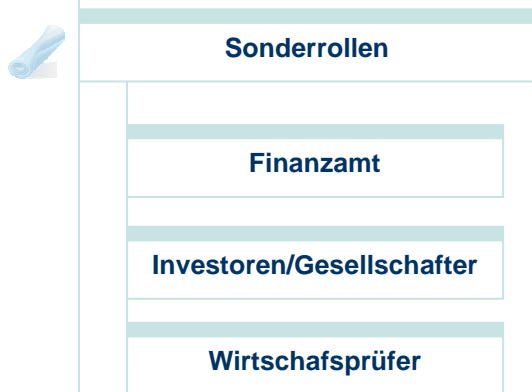 Sonderrollen
Finanzamt
Investoren/Gesellschafter
Wirtschafsprüfer